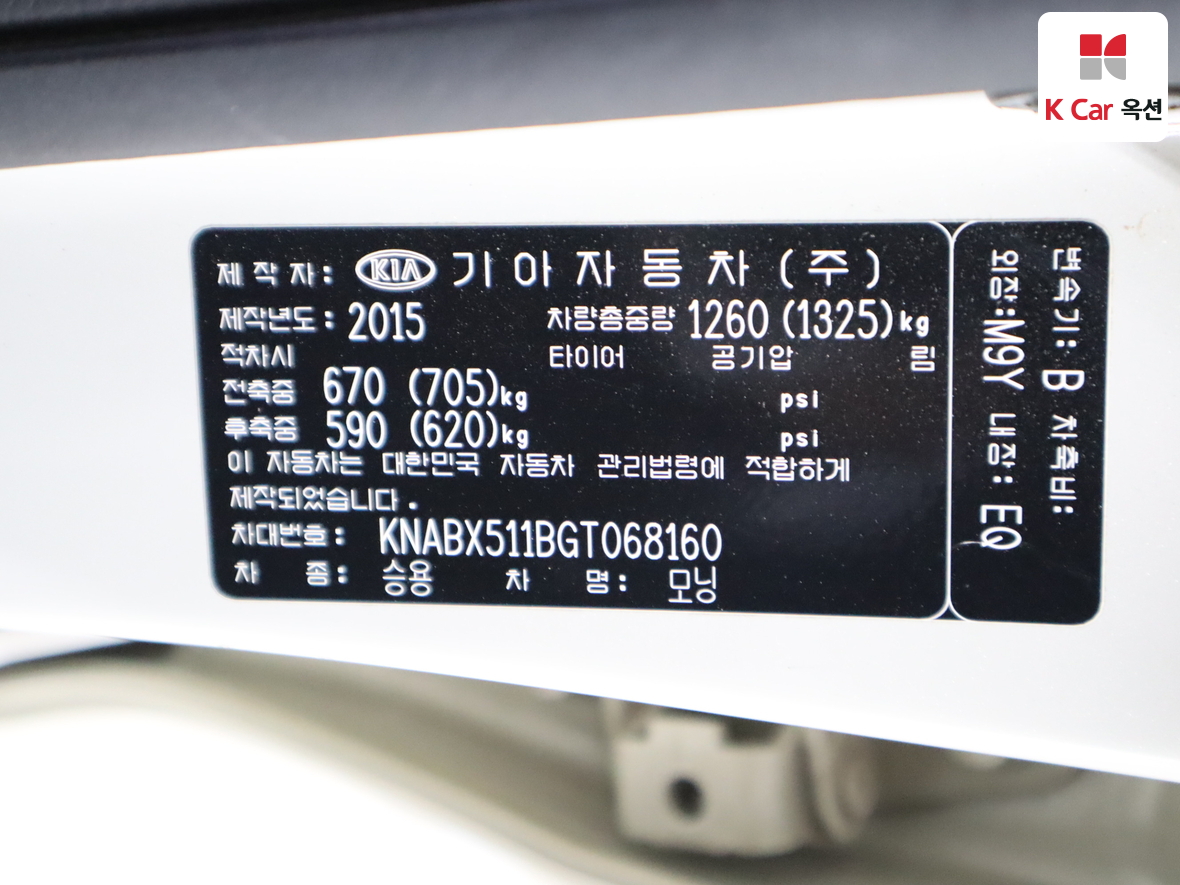 K Car 옥션
제 작 자 : KIA 기 아 자 동 차 ( 주 )
제작년도 : 2015 차량총중량 1260 (1325) kg
적차시 타이어 공기압 림
전축중 670 (705)kg psi
후축중 590 (620)kg psi
이 자동차는 대한민국 자동차 관리법령에 적합하게
제작되었습니다 .
차대번호 : KNABX511BGT068160
차 종 : 승용 차 명 : 모닝
변속기: B 차축비:
외장:M9Y 내장: EQ